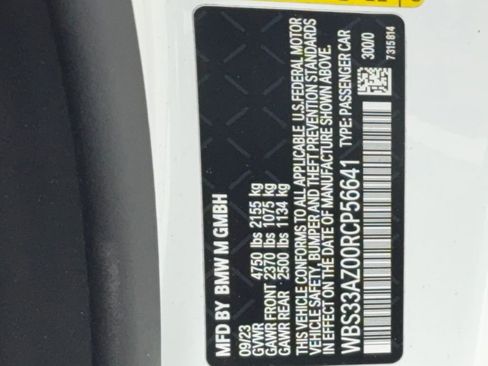 MFD BY BMW M GMBH
09/23
GVWR 4750 lbs 2155 kg
GAWR FRONT 2370 lbs 1075 kg
GAWR REAR 2500 lbs 1134 kg
THIS VEHICLE CONFORMS TO ALL APPLICABLE U.S.FEDERAL MOTOR
VEHICLE SAFETY, BUMPER AND THEFT PREVENTION STANDARDS
IN EFFECT ON THE DATE OF MANUFACTURE SHOWN ABOVE.
WBS33AZ00RCP56641 TYPE: PASSENGER CAR
300/0
7315814